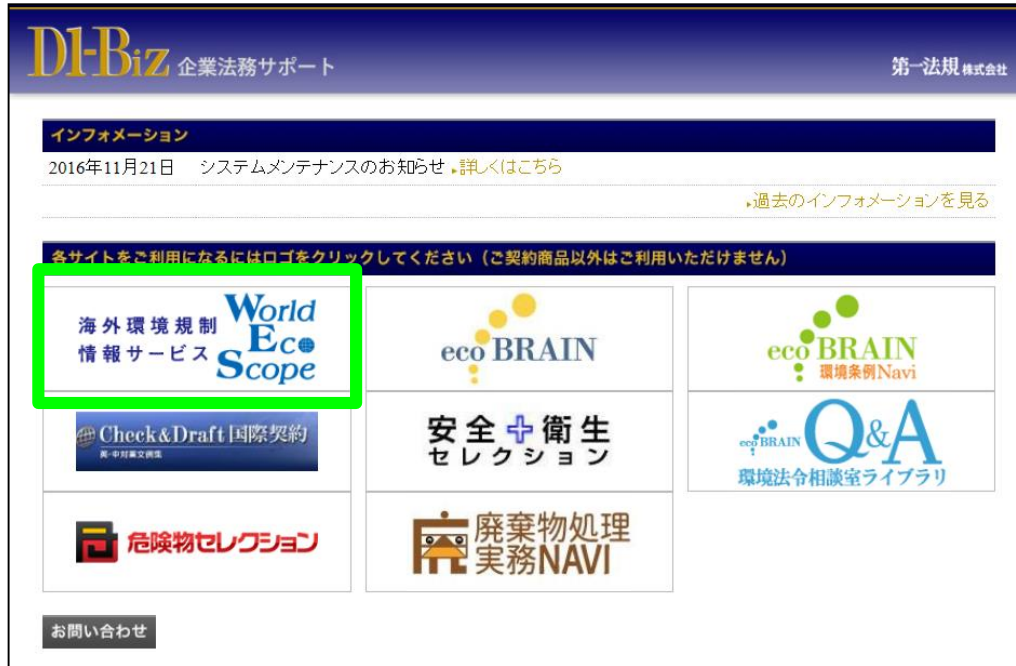 D1-Biz 企業法務サポート
第一法規 株式会社
インフォメーション
2016年11月21日 システムメンテナンスのお知らせ 詳しくはこちら
過去のインフォメーションを見る
各サイトをご利用になるにはロゴをクリックしてください（ご契約商品以外はご利用いただけません）
海外環境規制
情報サービス
World
Eco
Scope
eco BRAIN
eco BRAIN
環境条例Navi
Check&Draft 国際契約
英・中対訳文例集
安全+衛生
セレクション
eco BRAIN Q&A
環境法令相談室ライブラリ
危険物セレクション
廃棄物処理
実務NAVI
お問い合わせ